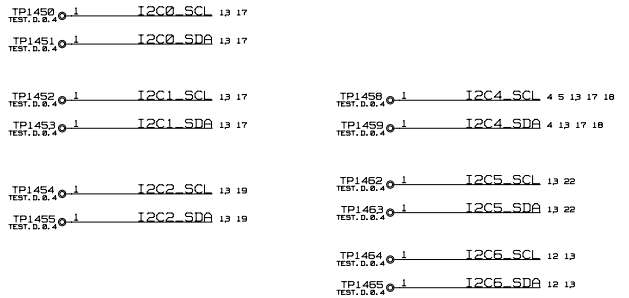 TP1450 1 I2C0_SCL 13 17
TEST.D.0.4
TP1451 1 I2C0_SDA 13 17
TEST.D.0.4
TP1452 1 I2C1_SCL 13 17
TEST.D.0.4
TP1453 1 I2C1_SDA 13 17
TEST.D.0.4
TP1454 1 I2C2_SCL 13 19
TEST.D.0.4
TP1455 1 I2C2_SDA 13 19
TEST.D.0.4
TP1458 1 I2C4_SCL 4 5 13 17 18
TEST.D.0.4
TP1459 1 I2C4_SDA 4 13 17 18
TEST.D.0.4
TP1462 1 I2C5_SCL 13 22
TEST.D.0.4
TP1463 1 I2C5_SDA 13 22
TEST.D.0.4
TP1464 1 I2C6_SCL 12 13
TEST.D.0.4
TP1465 1 I2C6_SDA 12 13
TEST.D.0.4